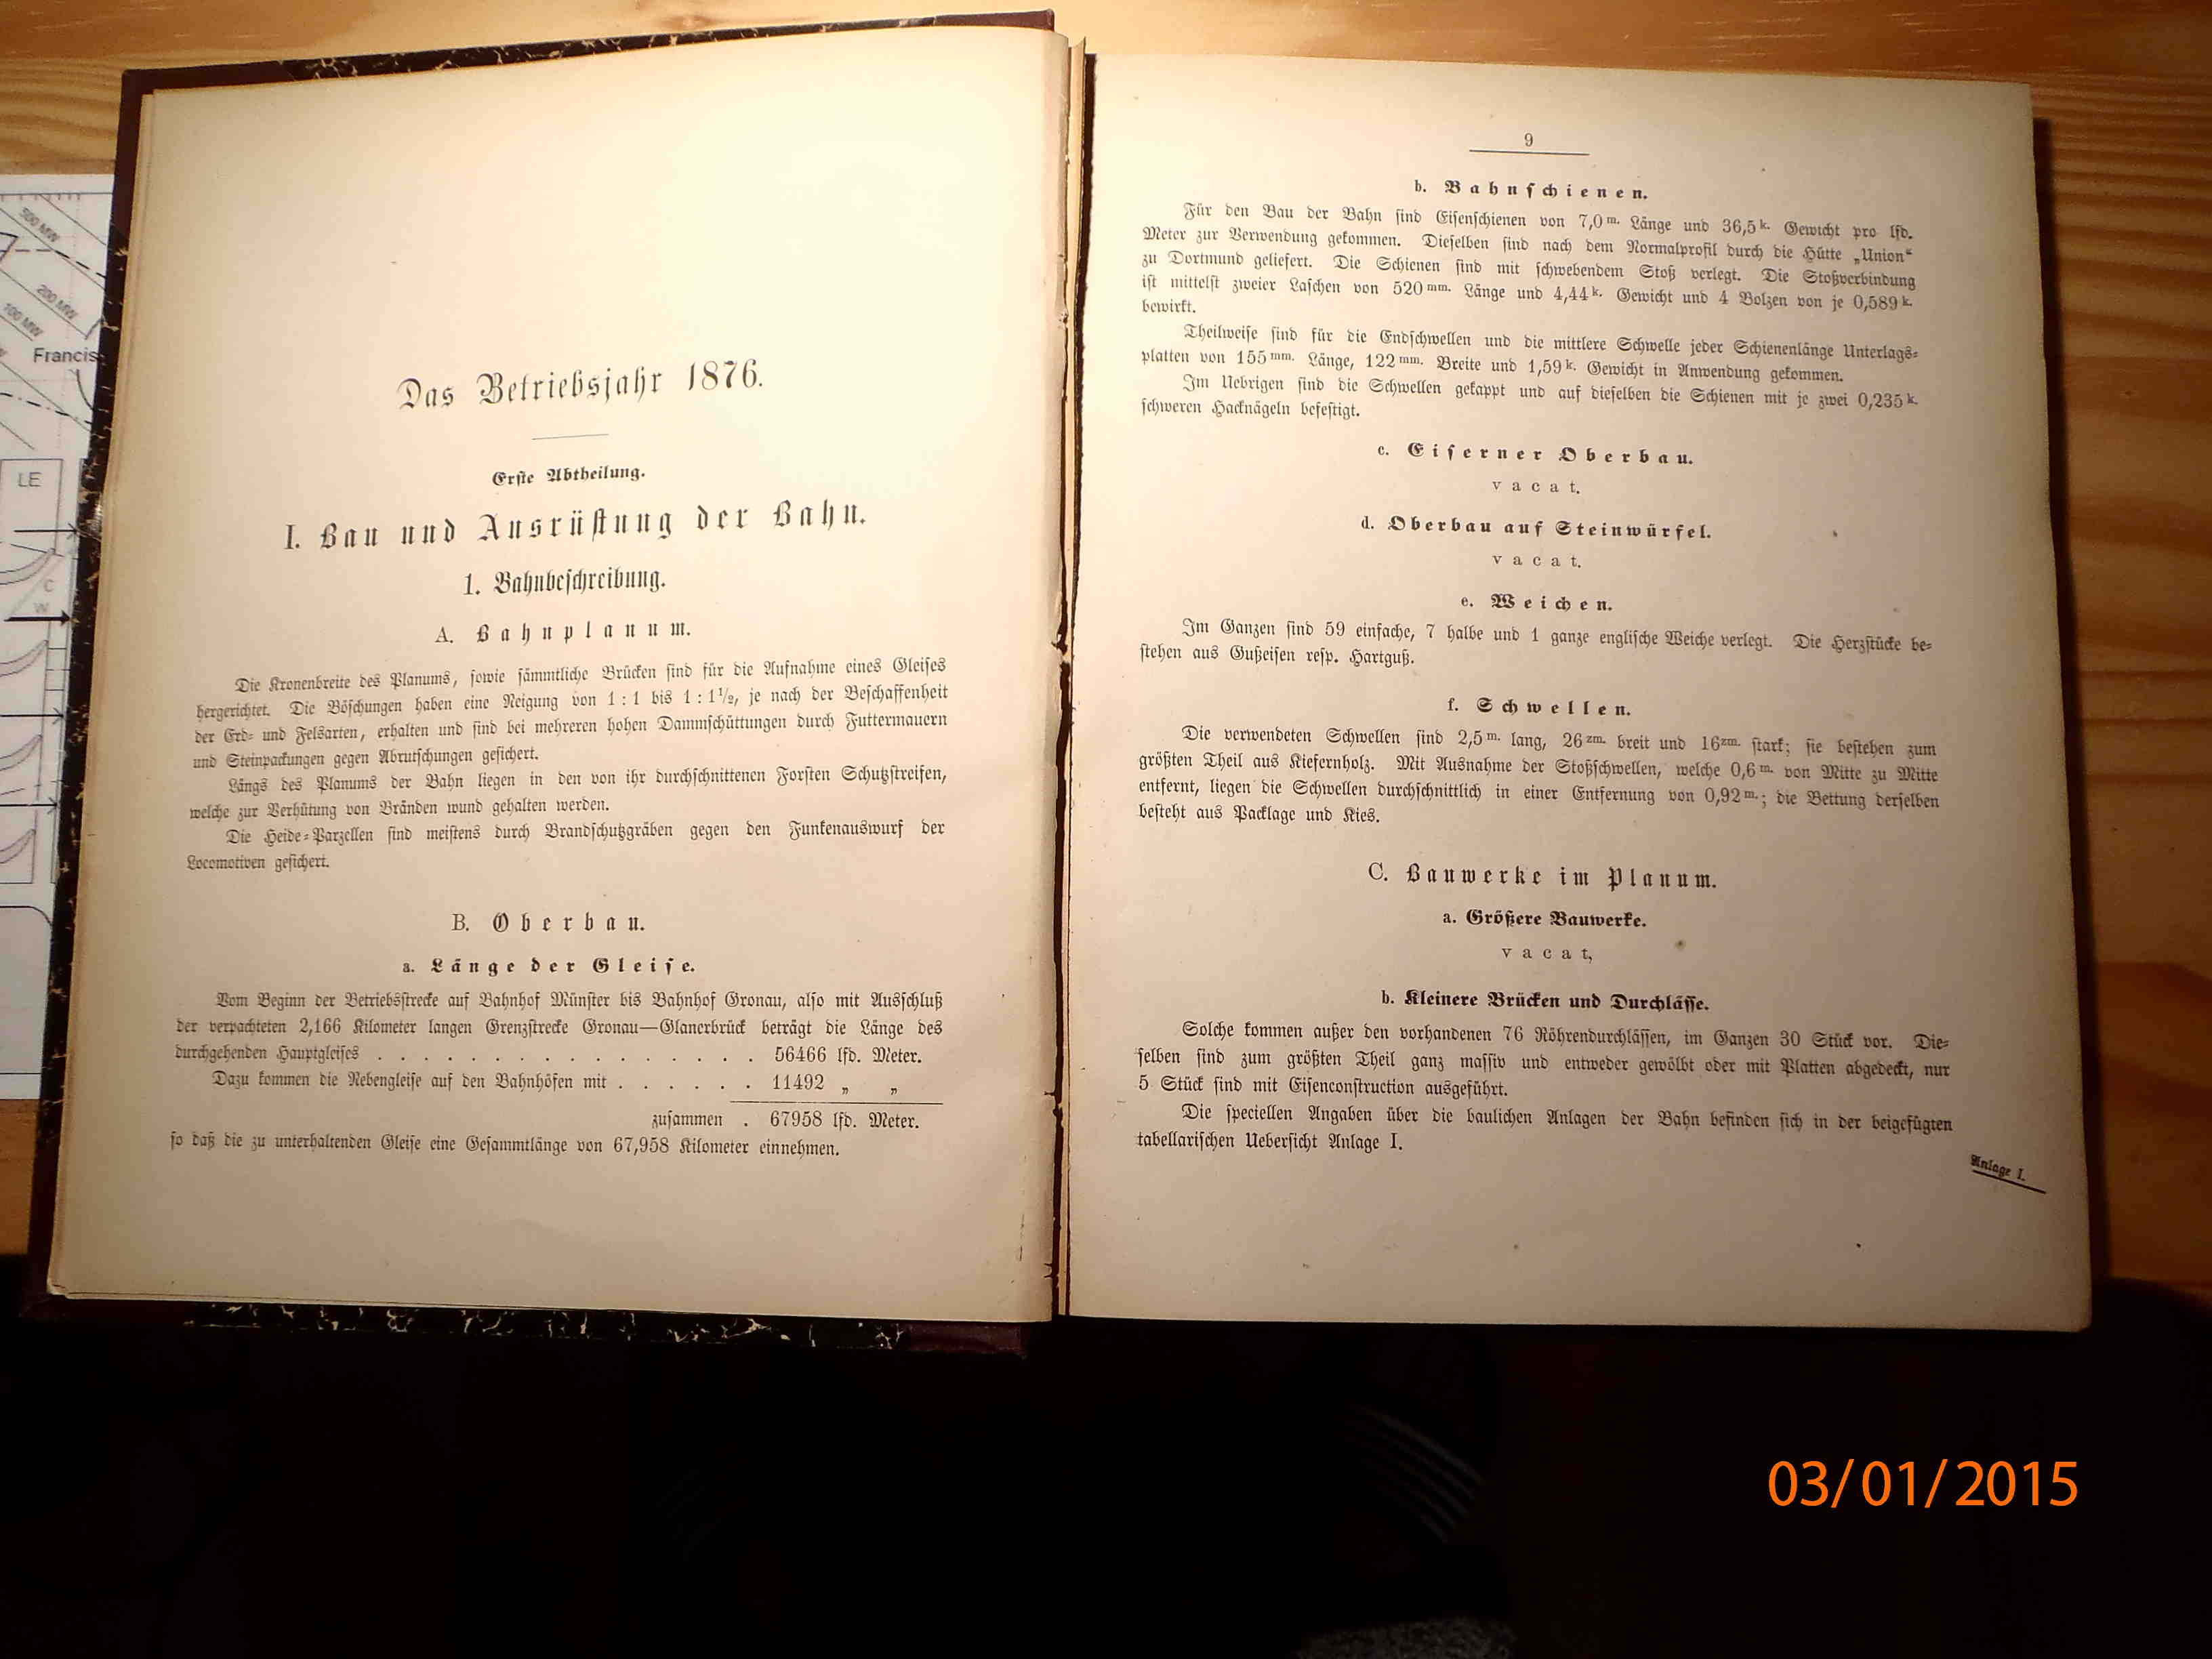 500 MW
200 MW
100 MW
Francis
LE
C
W
Das Betriebsjahr 1876.
Erste Abtheilung.
I. Bau und Ausrüstung der Bahn.
1. Bahnbeschreibung.
A. Bahnplanum.
Die Kronenbreite des Planums, sowie sämmtliche Brücken sind für die Aufnahme eines Gleises
hergerichtet. Die Böschungen haben eine Neigung von 1 : 1 bis 1 : 1½, je nach der Beschaffenheit
der Erd- und Felsarten, erhalten und sind bei mehreren hohen Dammschüttungen durch Futtermauern
und Steinpackungen gegen Abrutschungen gesichert.
Längs des Planums der Bahn liegen in den von ihr durchschnittenen Forsten Schutzstreifen,
welche zur Verhütung von Bränden wund gehalten werden.
Die Heide-Parzellen sind meistens durch Brandschutzgräben gegen den Funkenauswurf der
Locomotiven gesichert.
B. Oberbau.
a. Länge der Gleise.
Vom Beginn der Betriebsstrecke auf Bahnhof Münster bis Bahnhof Gronau, also mit Ausschluß
der verpachteten 2,166 Kilometer langen Grenzstrecke Gronau—Glanerbrück beträgt die Länge des
durchgehenden Hauptgleises . . . . . . . . . . . . . . . . 56466 lfd. Meter.
Dazu kommen die Nebengleise auf den Bahnhöfen mit . . . . . . 11492 „ „
zusammen . 67958 lfd. Meter.
so daß die zu unterhaltenden Gleise eine Gesammtlänge von 67,958 Kilometer einnehmen.
9
b. Bahnschienen.
Für den Bau der Bahn sind Eisenschienen von 7,0 m. Länge und 36,5 k. Gewicht pro lfd.
Meter zur Verwendung gekommen. Dieselben sind nach dem Normalprofil durch die Hütte „Union“
zu Dortmund geliefert. Die Schienen sind mit schwebendem Stoß verlegt. Die Stoßverbindung
ist mittelst zweier Laschen von 520 mm. Länge und 4,44 k. Gewicht und 4 Bolzen von je 0,589 k.
bewirkt.
Theilweise sind für die Endschwellen und die mittlere Schwelle jeder Schienenlänge Unterlags-
platten von 155 mm. Länge, 122 mm. Breite und 1,59 k. Gewicht in Anwendung gekommen.
Im Uebrigen sind die Schwellen gekappt und auf dieselben die Schienen mit je zwei 0,235 k.
schweren Hacknägeln befestigt.
c. Eiserner Oberbau.
vacat.
d. Oberbau auf Steinwürfel.
vacat.
e. Weichen.
Im Ganzen sind 59 einfache, 7 halbe und 1 ganze englische Weiche verlegt. Die Herzstücke be-
stehen aus Gußeisen resp. Hartguß.
f. Schwellen.
Die verwendeten Schwellen sind 2,5 m. lang, 26 zm. breit und 16 zm. stark; sie bestehen zum
größten Theil aus Kiefernholz. Mit Ausnahme der Stoßschwellen, welche 0,6 m. von Mitte zu Mitte
entfernt, liegen die Schwellen durchschnittlich in einer Entfernung von 0,92 m.; die Bettung derselben
besteht aus Packlage und Kies.
C. Bauwerke im Planum.
a. Größere Bauwerke.
vacat,
b. Kleinere Brücken und Durchlässe.
Solche kommen außer den vorhandenen 76 Röhrendurchlässen, im Ganzen 30 Stück vor. Die-
selben sind zum größten Theil ganz massiv und entweder gewölbt oder mit Platten abgedeckt, nur
5 Stück sind mit Eisenconstruction ausgeführt.
Die speciellen Angaben über die baulichen Anlagen der Bahn befinden sich in der beigefügten
tabellarischen Uebersicht Anlage I.
Anlage I.
03/01/2015